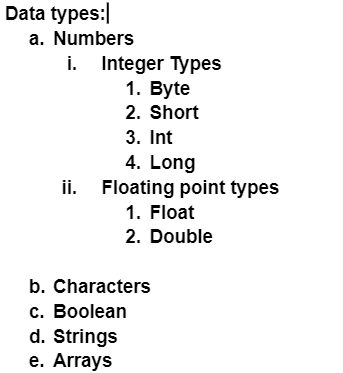 Data types:
a. Numbers
i. Integer Types
1. Byte
2. Short
3. Int
4. Long
ii. Floating point types
1. Float
2. Double
b. Characters
c. Boolean
d. Strings
e. Arrays